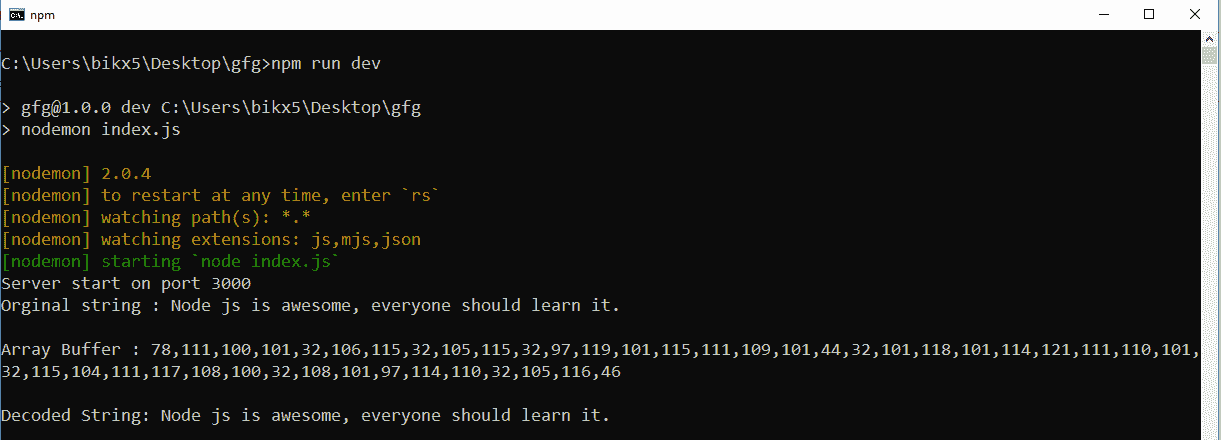 npm
C:\Users\bikx5\Desktop\gfg>npm run dev
> gfg@1.0.0 dev C:\Users\bikx5\Desktop\gfg
> nodemon index.js
[nodemon] 2.0.4
[nodemon] to restart at any time, enter `rs`
[nodemon] watching path(s): *.*
[nodemon] watching extensions: js,mjs,json
[nodemon] starting `node index.js`
Server start on port 3000
Orginal string : Node js is awesome, everyone should learn it.
Array Buffer : 78,111,100,101,32,106,115,32,105,115,32,97,119,101,115,111,109,101,44,32,101,118,101,114,121,111,110,101,
32,115,104,111,117,108,100,32,108,101,97,114,110,32,105,116,46
Decoded String: Node js is awesome, everyone should learn it.